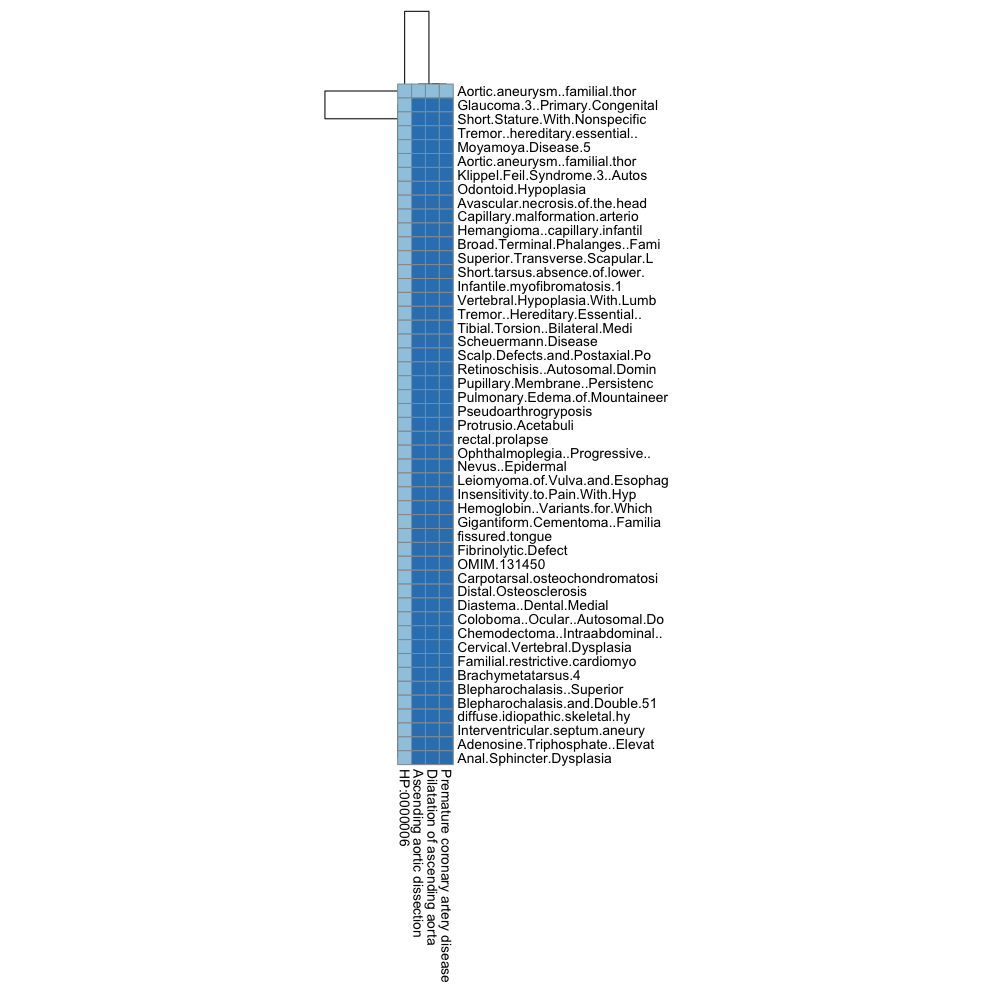 Aortic.aneurysm..familial.thor
Glaucoma.3..Primary.Congenital
Short.Stature.With.Nonspecific
Tremor..hereditary.essential..
Moyamoya.Disease.5
Aortic.aneurysm..familial.thor
Klippel.Feil.Syndrome.3..Autos
Odontoid.Hypoplasia
Avascular.necrosis.of.the.head
Capillary.malformation.arterio
Hemangioma..capillary.infantil
Broad.Terminal.Phalanges..Fami
Superior.Transverse.Scapular.L
Short.tarsus.absence.of.lower.
Infantile.myofibromatosis.1
Vertebral.Hypoplasia.With.Lumb
Tremor..Hereditary.Essential..
Tibial.Torsion..Bilateral.Medi
Scheuermann.Disease
Scalp.Defects.and.Postaxial.Po
Retinoschisis..Autosomal.Domin
Pupillary.Membrane..Persistenc
Pulmonary.Edema.of.Mountaineer
Pseudoarthrogryposis
Protrusio.Acetabuli
rectal.prolapse
Ophthalmoplegia..Progressive..
Nevus..Epidermal
Leiomyoma.of.Vulva.and.Esophag
Insensitivity.to.Pain.With.Hyp
Hemoglobin..Variants.for.Which
Gigantiform.Cementoma..Familia
fissured.tongue
Fibrinolytic.Defect
OMIM.131450
Carpotarsal.osteochondromatosi
Distal.Osteosclerosis
Diastema..Dental.Medial
Coloboma..Ocular..Autosomal.Do
Chemodectoma..Intraabdominal..
Cervical.Vertebral.Dysplasia
Familial.restrictive.cardiomyo
Brachymetatarsus.4
Blepharochalasis..Superior
Blepharochalasis.and.Double.51
diffuse.idiopathic.skeletal.hy
Interventricular.septum.aneury
Adenosine.Triphosphate..Elevat
Anal.Sphincter.Dysplasia
HP:0000006
Ascending aortic dissection
Dilatation of ascending aorta
Premature coronary artery disease